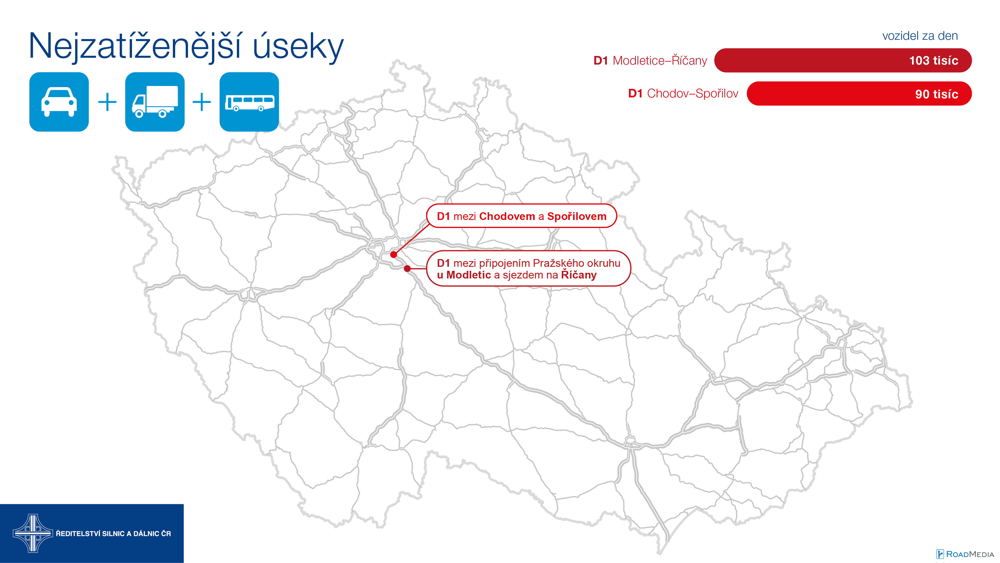 Nejzatíženější úseky
vozidel za den
D1 Modletice–Říčany 103 tisíc
D1 Chodov–Spořilov 90 tisíc
D1 mezi Chodovem a Spořilovem
D1 mezi připojením Pražského okruhu
u Modletic a sjezdem na Říčany
ŘEDITELSTVÍ SILNIC A DÁLNIC ČR
ROADMEDIA